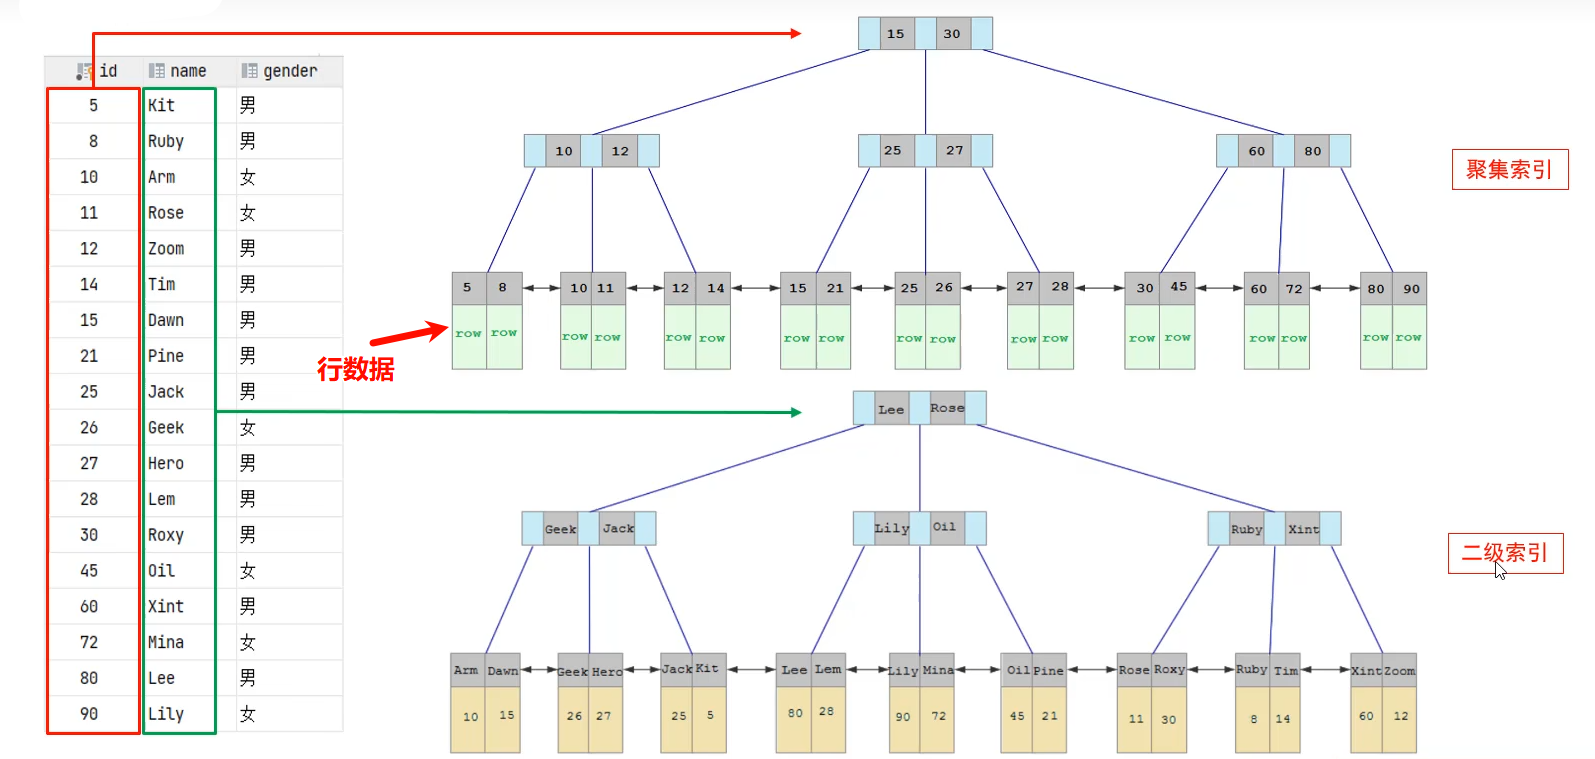 id name gender
5 Kit 男
8 Ruby 男
10 Arm 女
11 Rose 女
12 Zoom 男
14 Tim 男
15 Dawn 男
21 Pine 男
25 Jack 男
26 Geek 女
27 Hero 男
28 Lem 男
30 Roxy 男
45 Oil 女
60 Xint 男
72 Mina 女
80 Lee 男
90 Lily 女
15 30
10 12 25 27 60 80
聚集索引
5 8 10 11 12 14 15 21 25 26 27 28 30 45 60 72 80 90
row row row row row row row row row row row row row row row row row row
行数据
Lee Rose
Geek Jack Lily Oil Ruby Xint
二级索引
Arm Dawn Geek Hero Jack Kit Lee Lem Lily Mina Oil Pine Rose Roxy Ruby Tim Xint Zoom
10 15 26 27 25 5 80 28 90 72 45 21 11 30 8 14 60 12